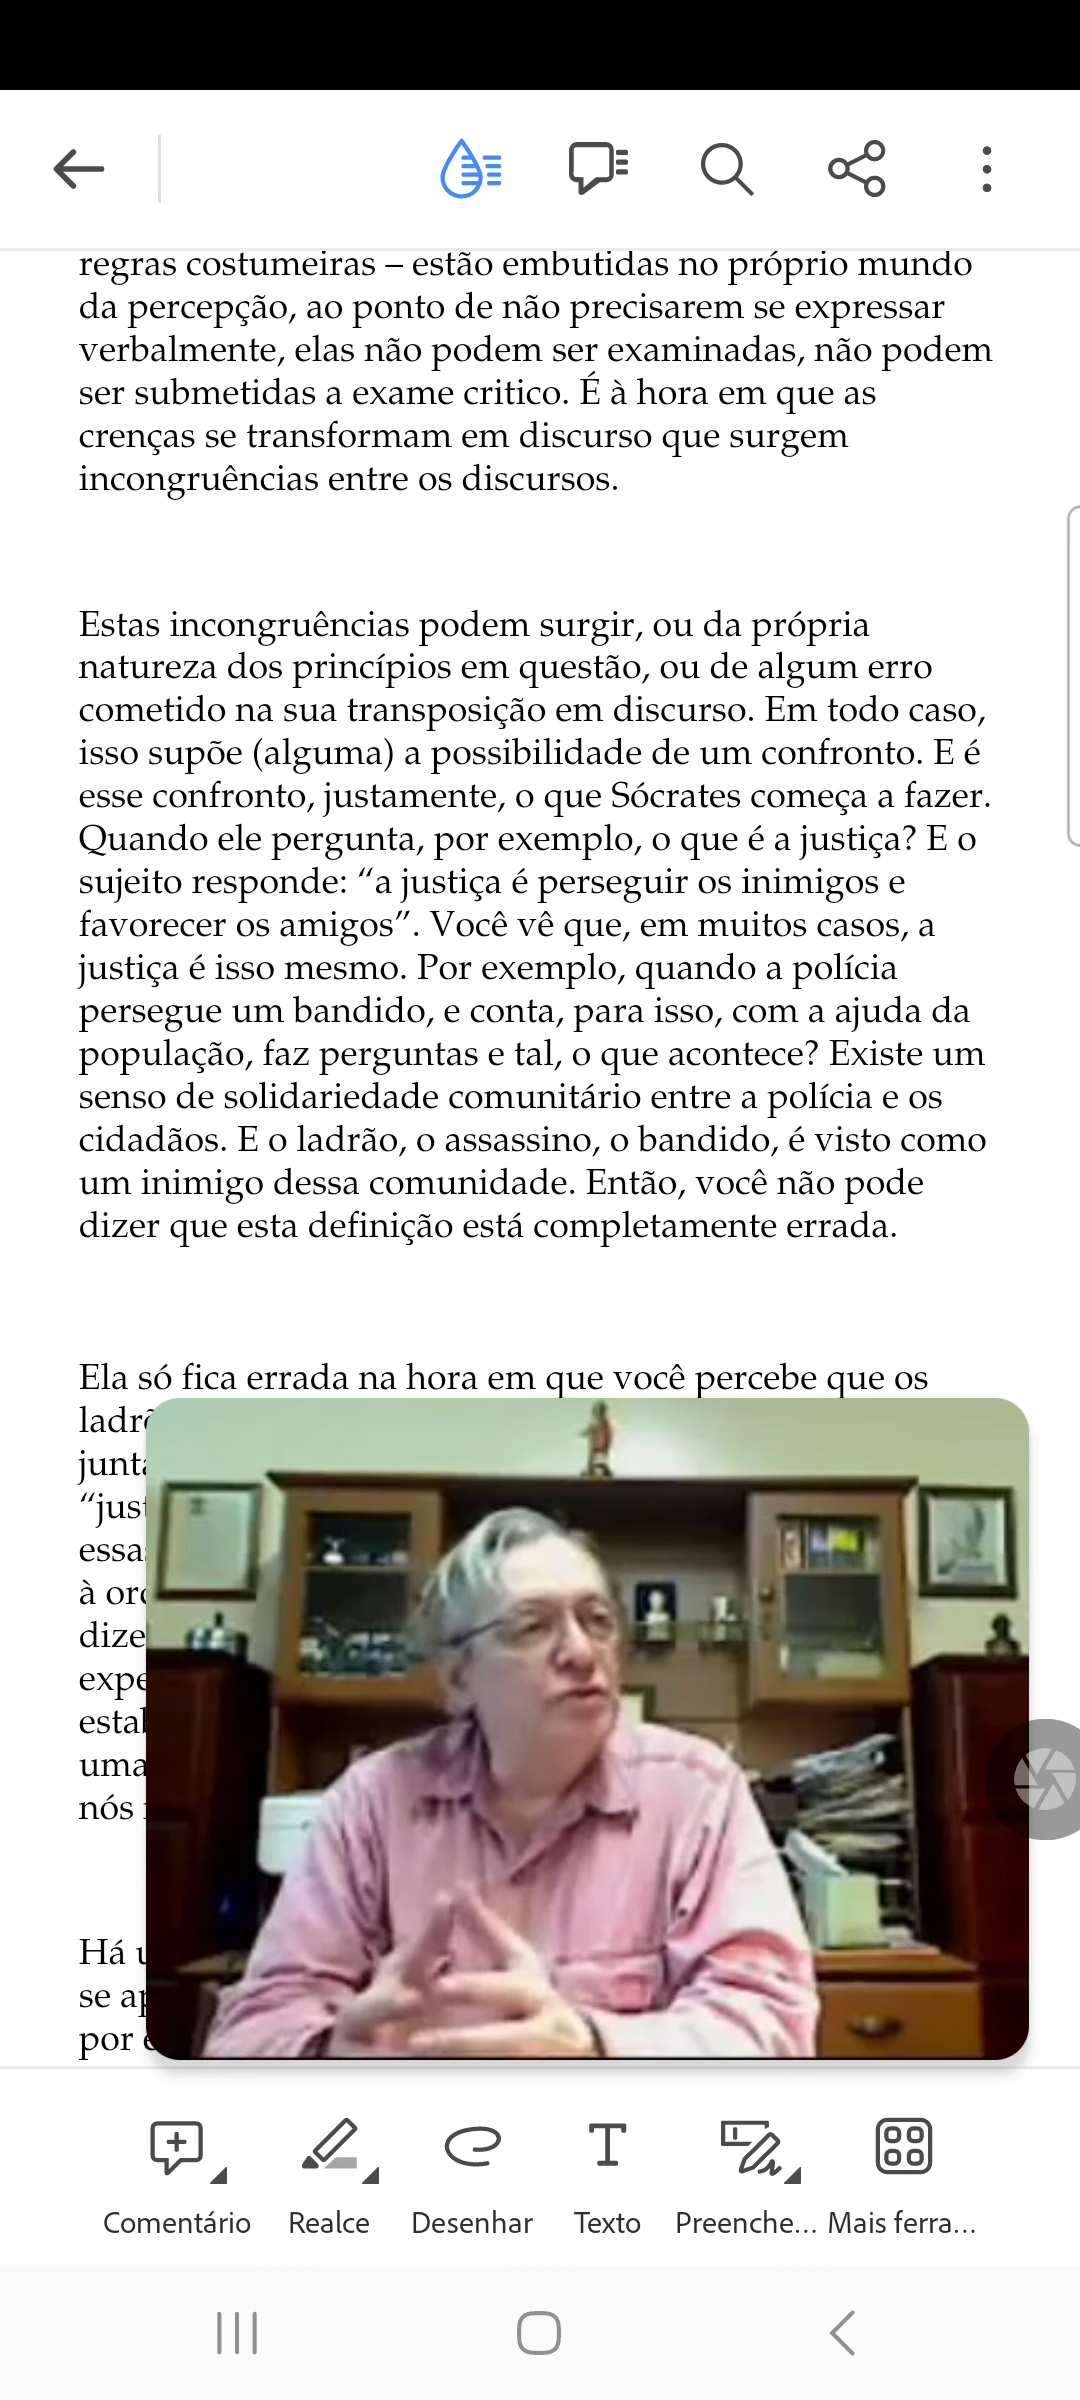 regras costumeiras – estão embutidas no próprio mundo
da percepção, ao ponto de não precisarem se expressar
verbalmente, elas não podem ser examinadas, não podem
ser submetidas a exame critico. É à hora em que as
crenças se transformam em discurso que surgem
incongruências entre os discursos.
Estas incongruências podem surgir, ou da própria
natureza dos princípios em questão, ou de algum erro
cometido na sua transposição em discurso. Em todo caso,
isso supõe (alguma) a possibilidade de um confronto. E é
esse confronto, justamente, o que Sócrates começa a fazer.
Quando ele pergunta, por exemplo, o que é a justiça? E o
sujeito responde: “a justiça é perseguir os inimigos e
favorecer os amigos”. Você vê que, em muitos casos, a
justiça é isso mesmo. Por exemplo, quando a polícia
persegue um bandido, e conta, para isso, com a ajuda da
população, faz perguntas e tal, o que acontece? Existe um
senso de solidariedade comunitário entre a polícia e os
cidadãos. E o ladrão, o assassino, o bandido, é visto como
um inimigo dessa comunidade. Então, você não pode
dizer que esta definição está completamente errada.
Ela só fica errada na hora em que você percebe que os
à
nós
Há
se
por
Comentário
Realce
Desenhar
Texto
Preenche...
Mais ferra...